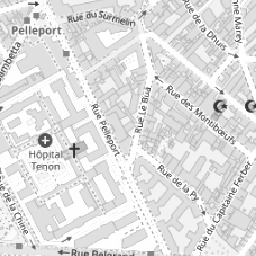 Rue du Surmelin
Pelleport
Rue de la Dhuis
Rue Le Bua
Rue des Montibœufs
Rue Pelleport
Hôpital
Tenon
Rue de la Py
Rue du Capitaine Ferber
de la Chine
Rue Belgrand